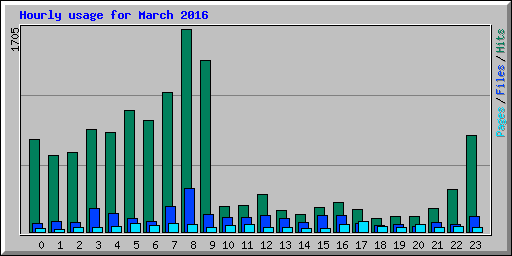 Hourly usage for March 2016
1705
Pages / Files / Hits
0 1 2 3 4 5 6 7 8 9 10 11 12 13 14 15 16 17 18 19 20 21 22 23